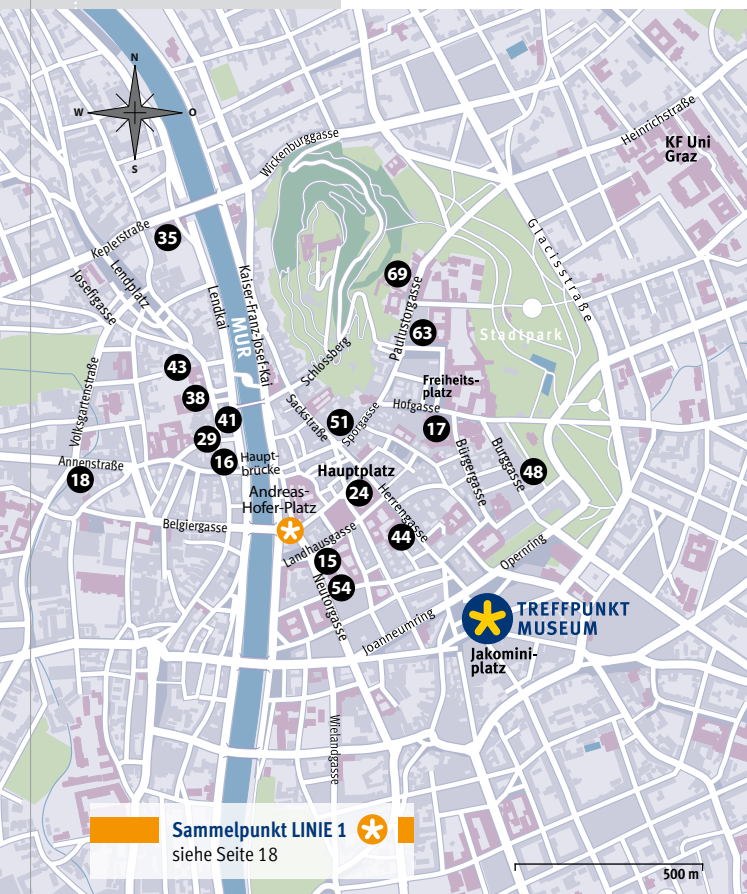 N
W
O
S
Wickenburggasse
Heinrichstraße
KF Uni
Graz
Keplerstraße
35
Lendplatz
Josefigasse
Lendkai
MUR
Kaiser-Franz-Josef-Kai
Glacisstraße
69
Paulustorgasse
63
Stadtpark
Schlossberg
43
38
41
29
16
Volksgartenstraße
Annenstraße
18
Sackstraße
51
Sporgasse
Freiheits-
platz
Hofgasse
17
Bürgergasse
Burggasse
48
Haupt-
brücke
Hauptplatz
24
Herrengasse
44
Andreas-
Hofer-Platz
Belgiergasse
Landhausgasse
15
54
Neutorgasse
Opernring
Joanneumring
TREFFPUNKT
MUSEUM
Jakomini-
platz
Wielandgasse
Sammelpunkt LINIE 1
siehe Seite 18
500 m